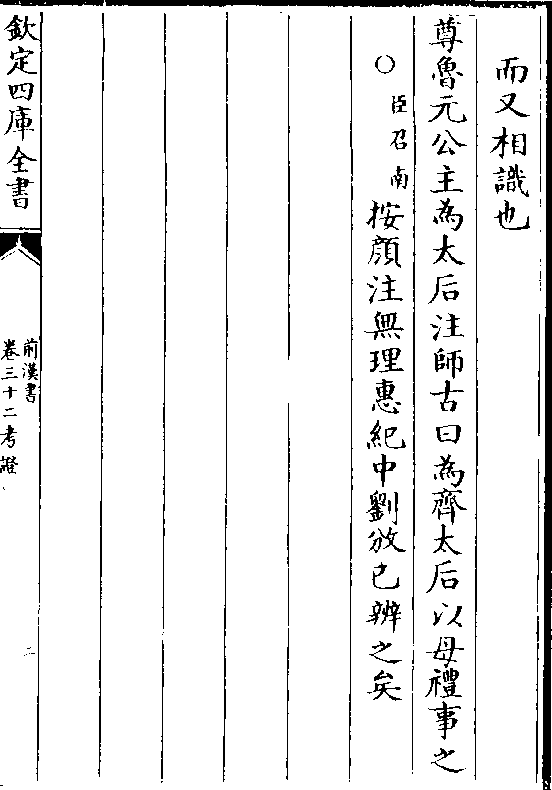 而又相識也
尊魯元公主為太后注師古曰為齊太后以母禮事之
○臣召南按顔注無理惠紀中劉攽已辨之矣
欽定四庫全書
前漢書
卷三十二考證
二